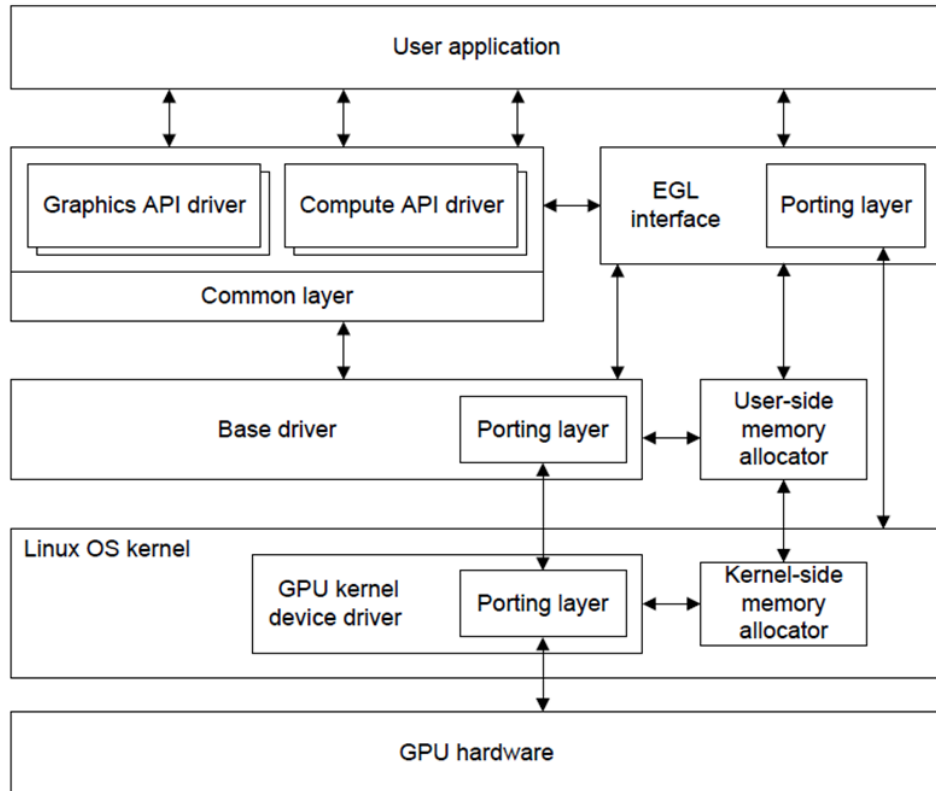 User application
Graphics API driver
Compute API driver
Common layer
EGL
interface
Porting layer
Base driver
Porting layer
User-side
memory
allocator
Linux OS kernel
GPU kernel
device driver
Porting layer
Kernel-side
memory
allocator
GPU hardware